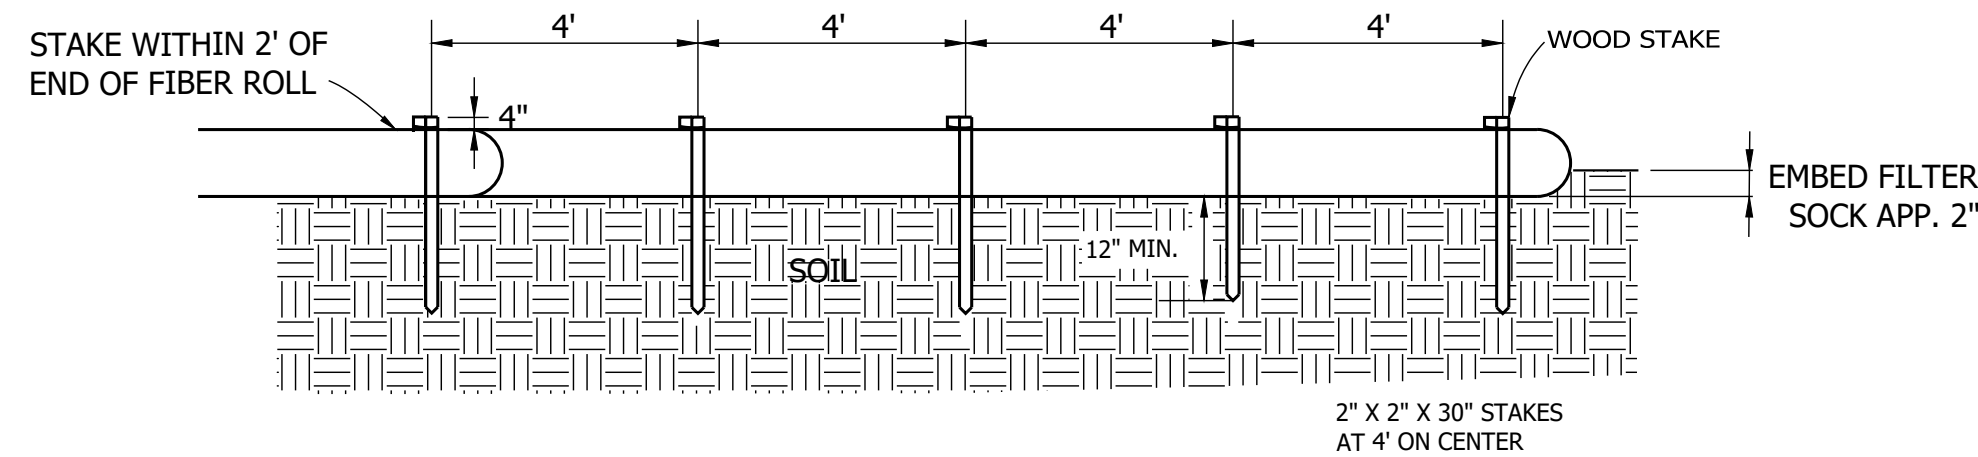 4' 4' 4' 4'
STAKE WITHIN 2' OF
END OF FIBER ROLL
WOOD STAKE
4"
EMBED FILTER
SOCK APP. 2"
12" MIN.
SOIL
2" X 2" X 30" STAKES
AT 4' ON CENTER